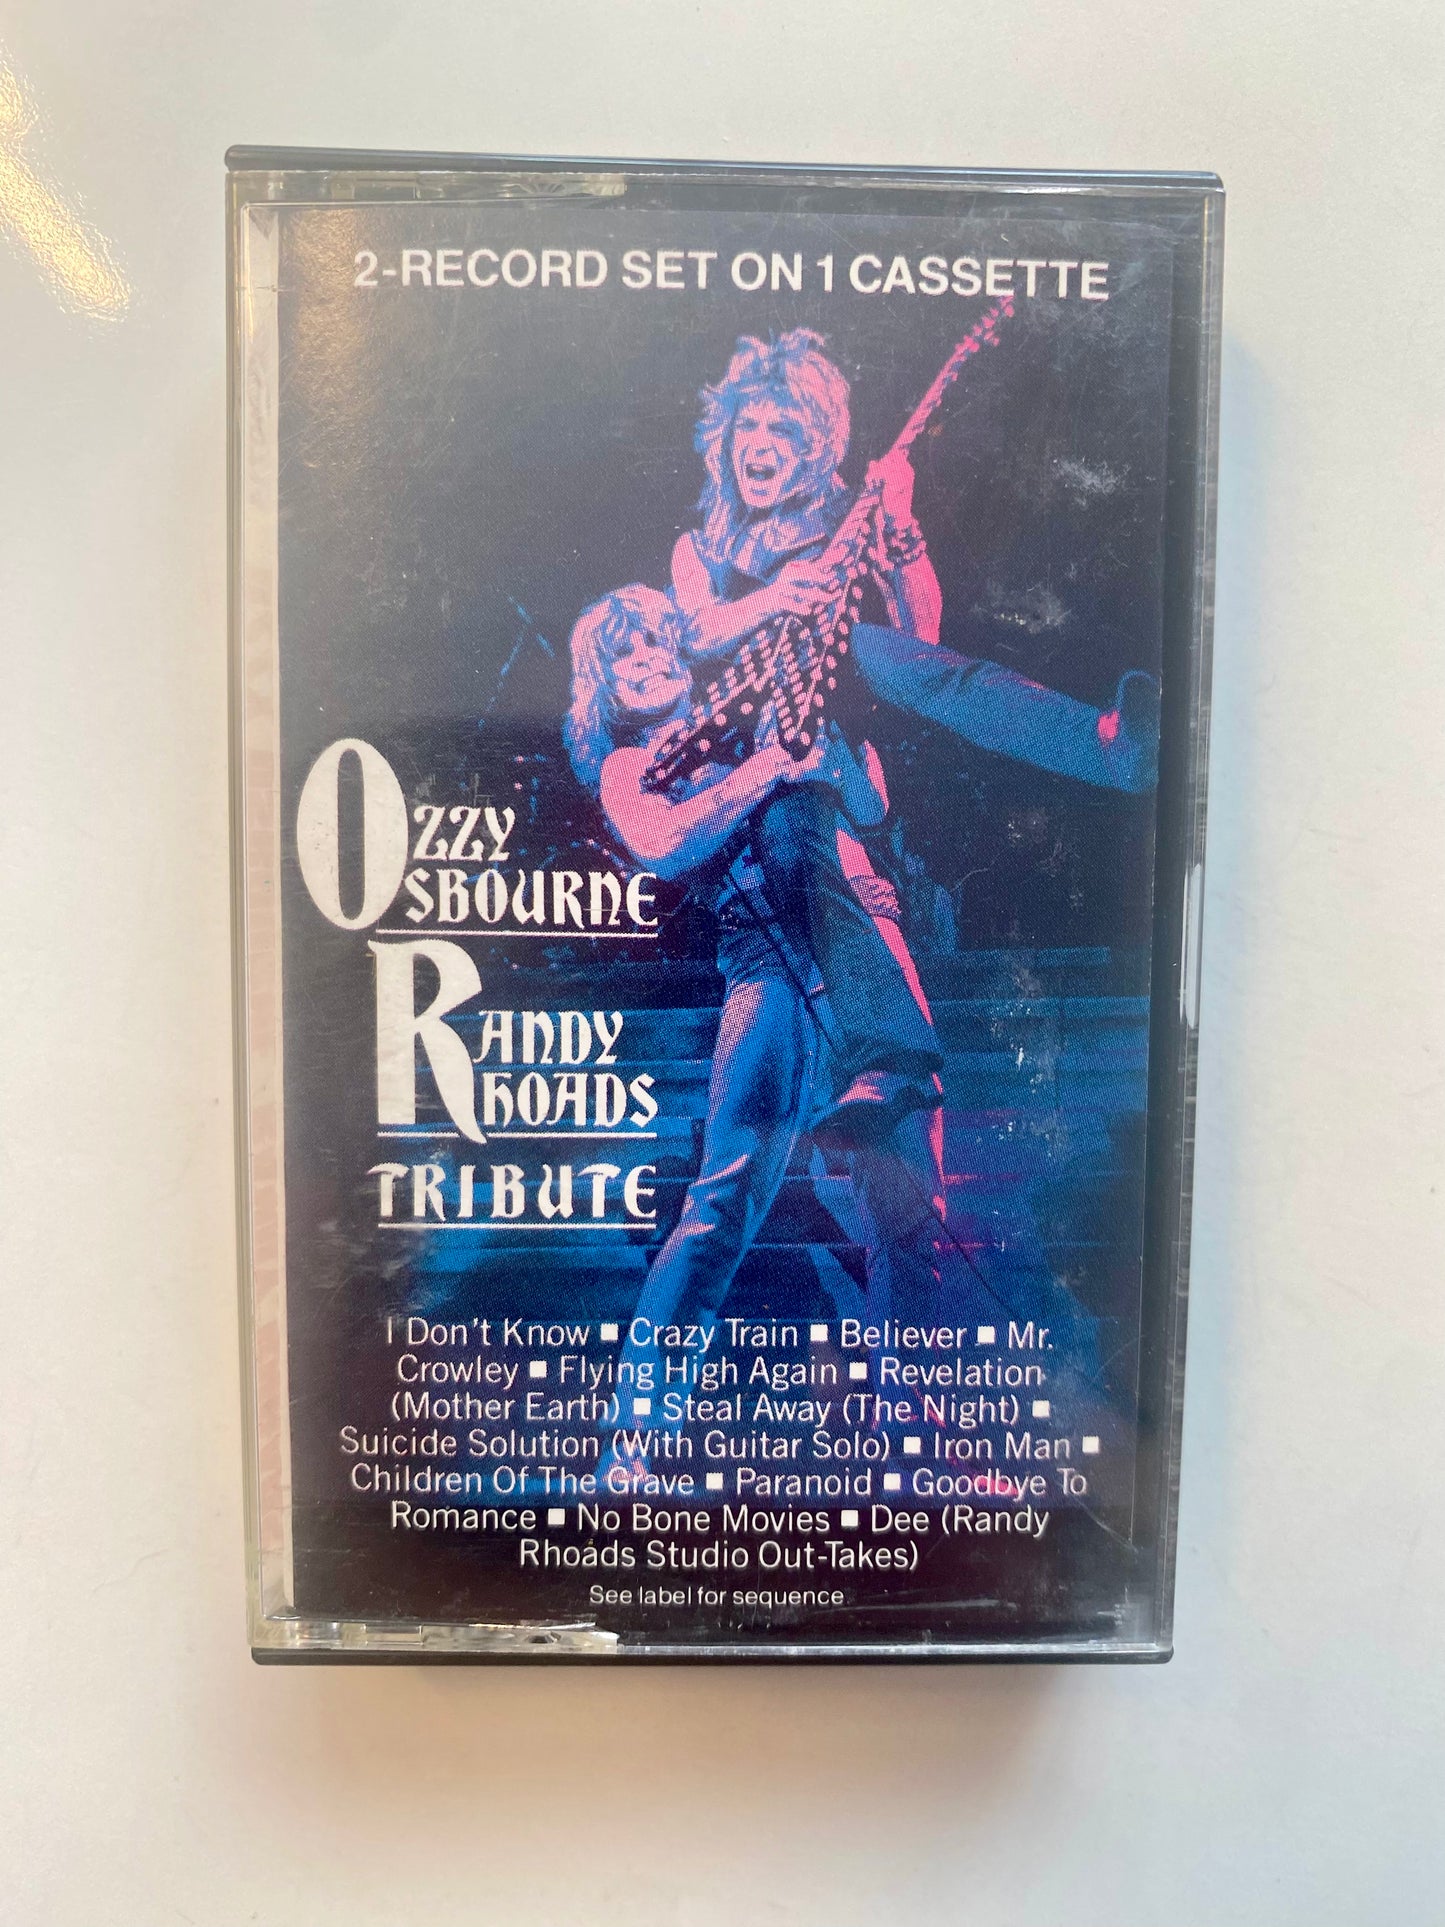 2-RECORD SET ON 1 CASSETTE
OZZY
OSBOURNE
RANDY
RHOADS
TRIBUTE
I Don't Know ■ Crazy Train ■ Believer ■ Mr.
Crowley ■ Flying High Again ■ Revelation
(Mother Earth) ■ Steal Away (The Night) ■
Suicide Solution (With Guitar Solo) ■ Iron Man ■
Children Of The Grave ■ Paranoid ■ Goodbye To
Romance ■ No Bone Movies ■ Dee (Randy
Rhoads Studio Out-Takes)
See label for sequence